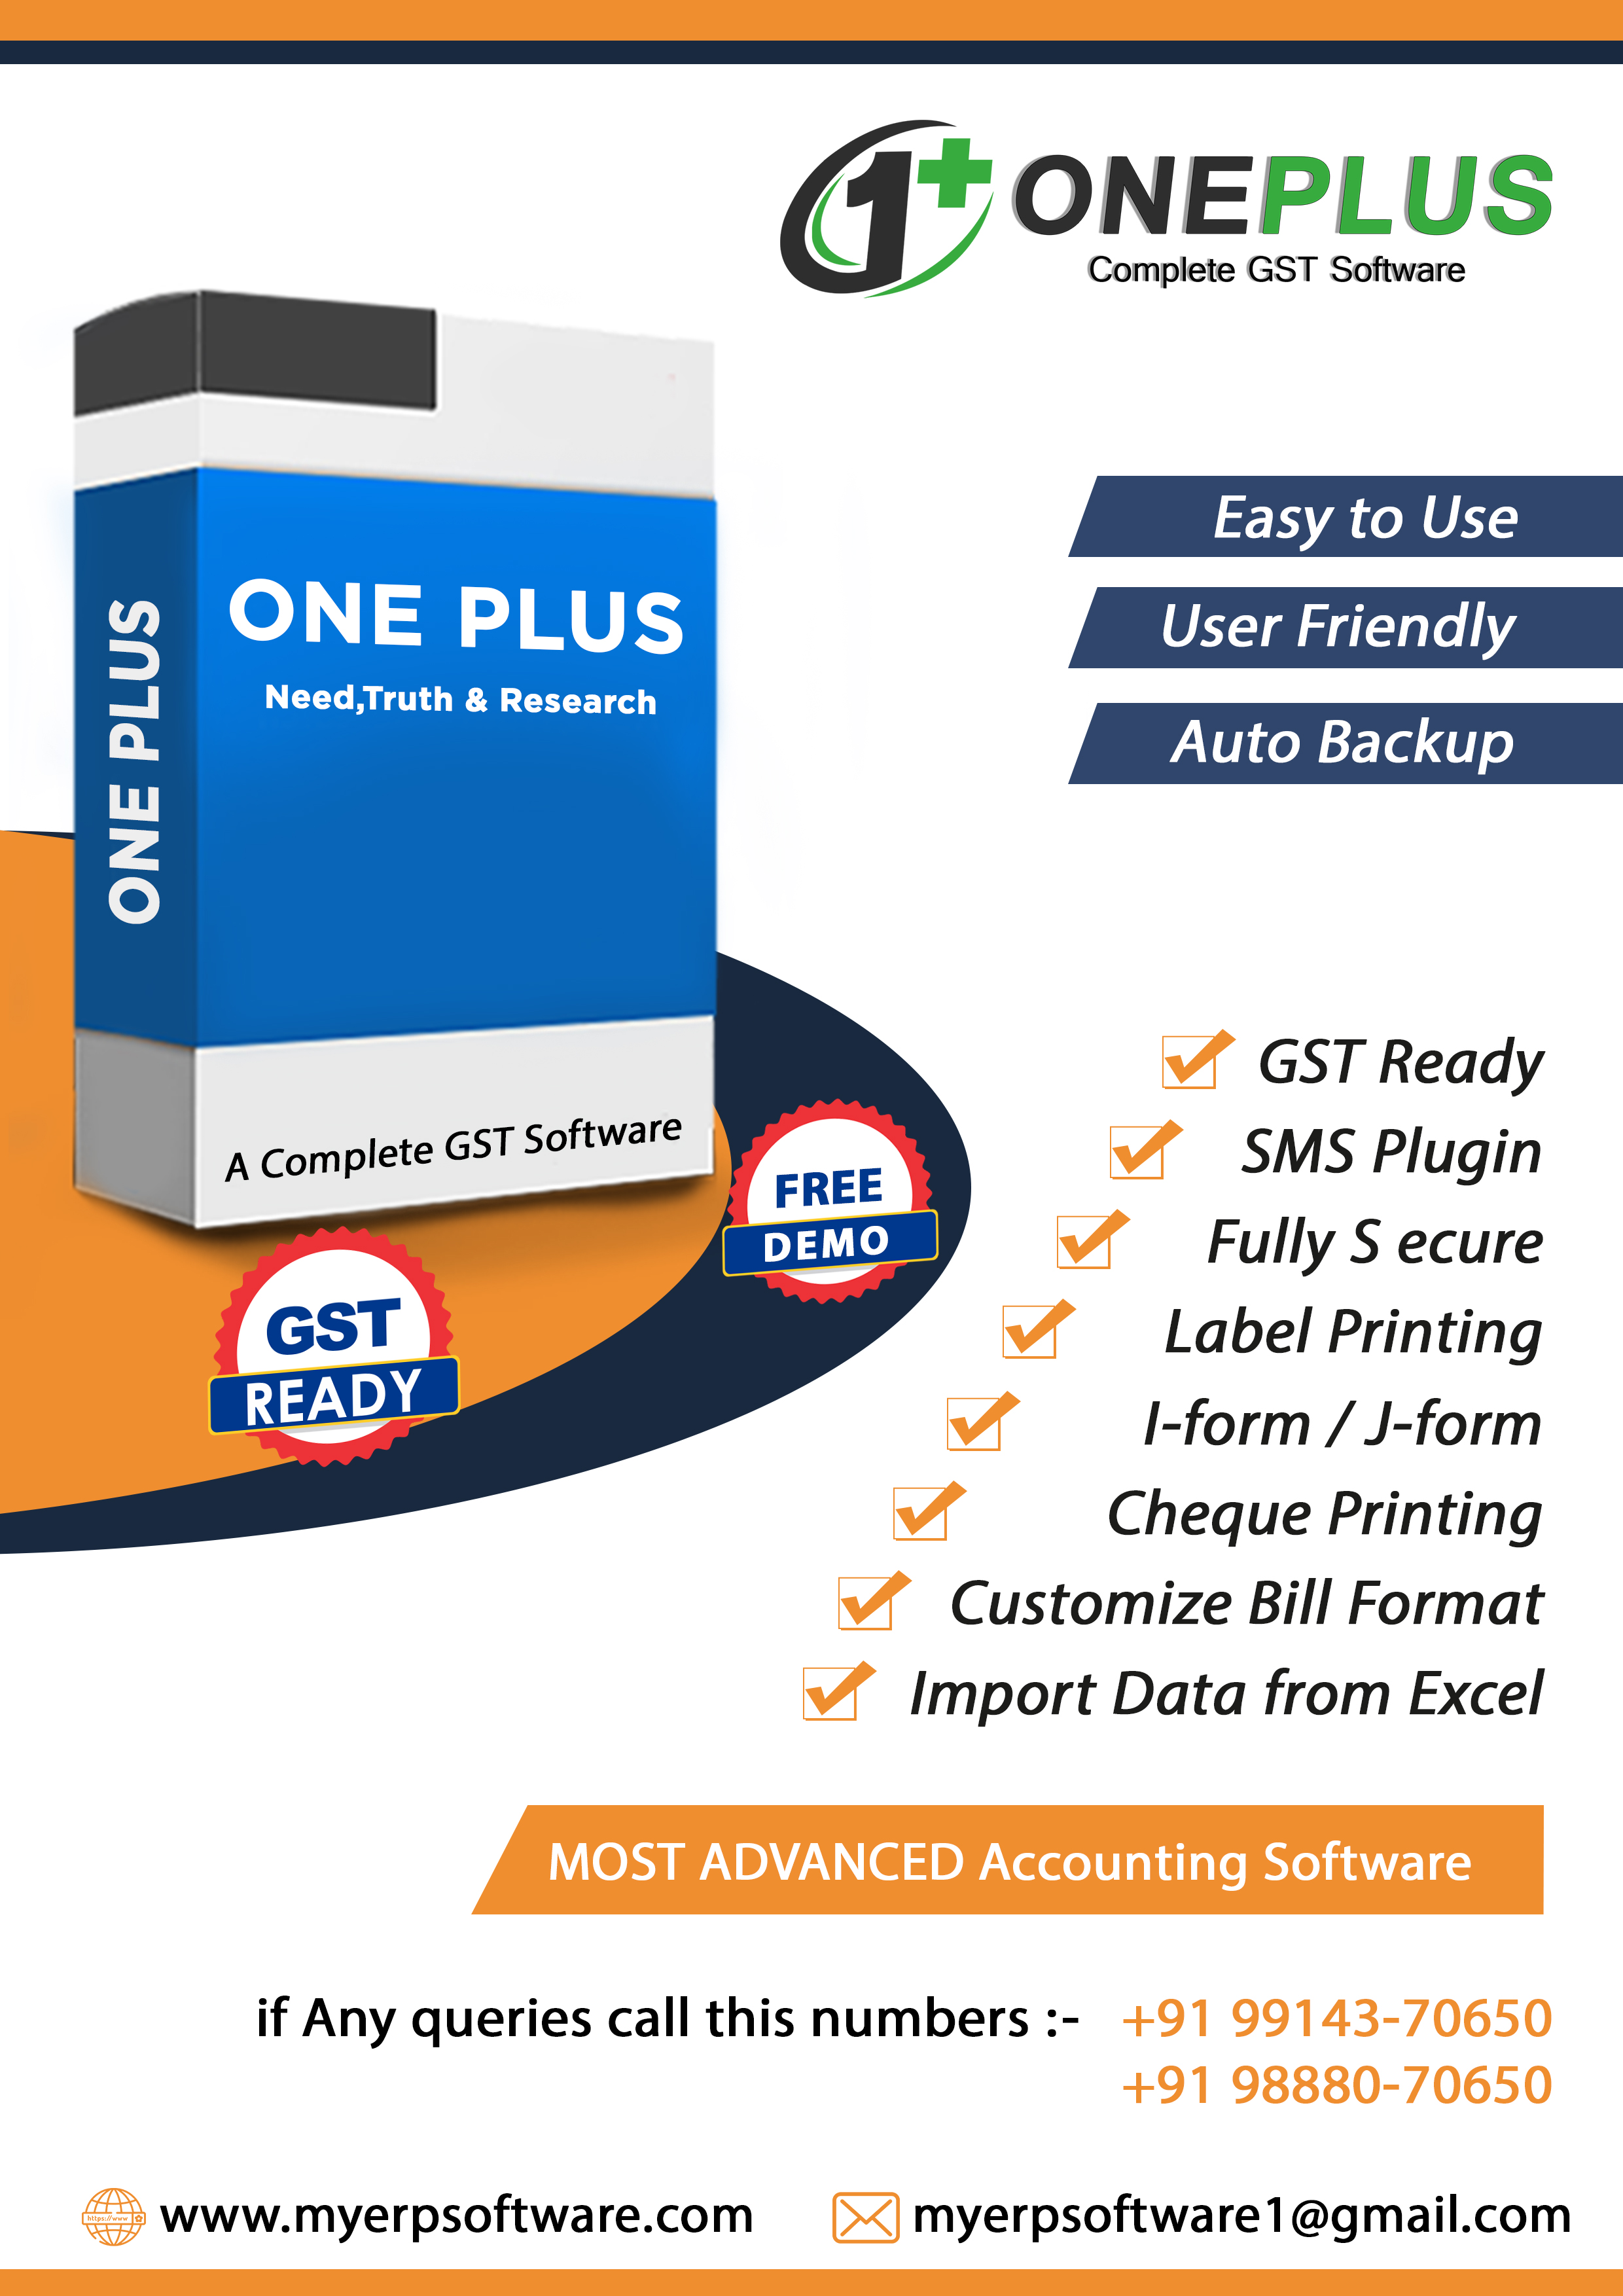 1+ ONEPLUS
Complete GST Software
Easy to Use
User Friendly
Auto Backup
ONE PLUS
ONE PLUS
Need,Truth & Research
A Complete GST Software
FREE
DEMO
GST
READY
GST Ready
SMS Plugin
Fully S ecure
Label Printing
I-form / J-form
Cheque Printing
Customize Bill Format
Import Data from Excel
MOST ADVANCED Accounting Software
if Any queries call this numbers :- +91 99143-70650
+91 98880-70650
https://www
www.myerpsoftware.com
myerpsoftware1@gmail.com